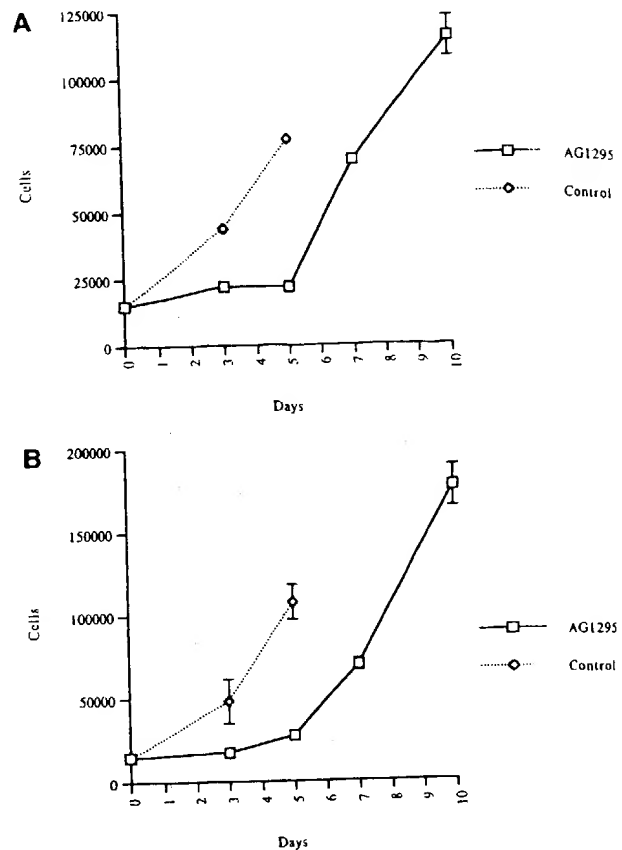 A
125000
100000
75000
50000
25000
0
Cells
0 1 2 3 4 5 6 7 8 9 10
Days
AG1295
Control
B
200000
150000
100000
50000
0
Cells
0 1 2 3 4 5 6 7 8 9 10
Days
AG1295
Control